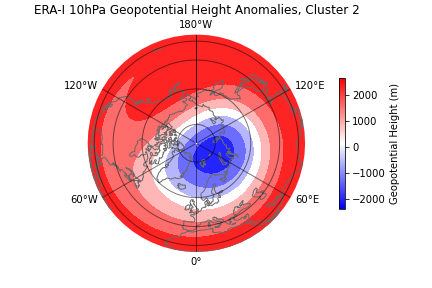 ERA-I 10hPa Geopotential Height Anomalies, Cluster 2
180°W
120°W
120°E
60°W
60°E
0°
2000
1000
0
−1000
−2000
Geopotential Height (m)